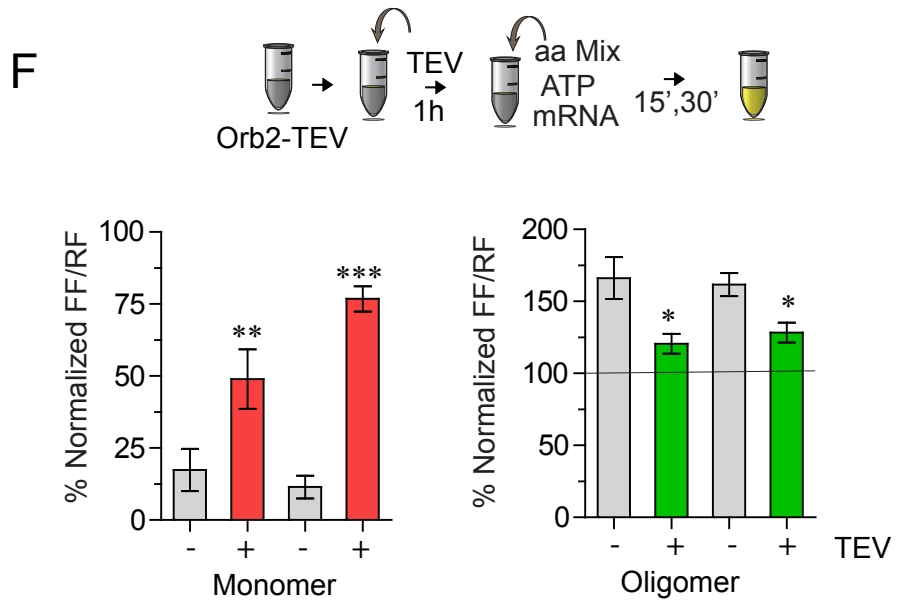 F
Orb2-TEV
TEV
1h
aa Mix
ATP
mRNA
15’,30’
% Normalized FF/RF
100
75
50
25
0
**
***
- + - +
Monomer
% Normalized FF/RF
200
150
100
50
0
*
*
- + - + TEV
Oligomer